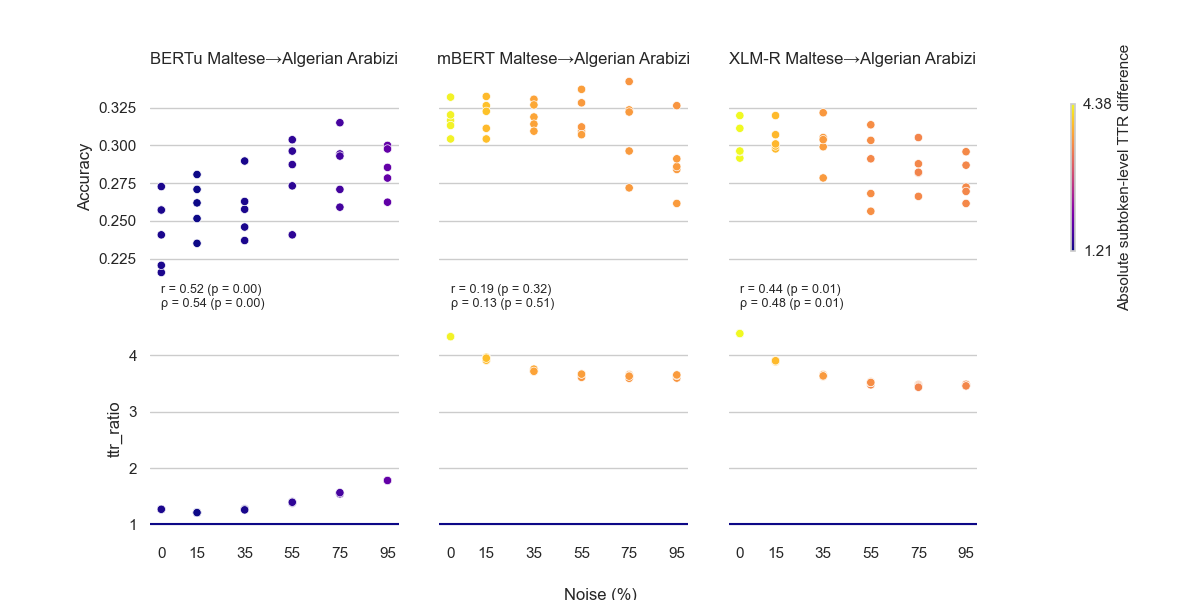 BERTu Maltese→Algerian Arabizi
mBERT Maltese→Algerian Arabizi
XLM-R Maltese→Algerian Arabizi
Accuracy
0.325
0.300
0.275
0.250
0.225
r = 0.52 (p = 0.00)
ρ = 0.54 (p = 0.00)
r = 0.19 (p = 0.32)
ρ = 0.13 (p = 0.51)
r = 0.44 (p = 0.01)
ρ = 0.48 (p = 0.01)
4.38
1.21
Absolute subtoken-level TTR difference
ttr_ratio
4
3
2
1
0 15 35 55 75 95
0 15 35 55 75 95
0 15 35 55 75 95
Noise (%)